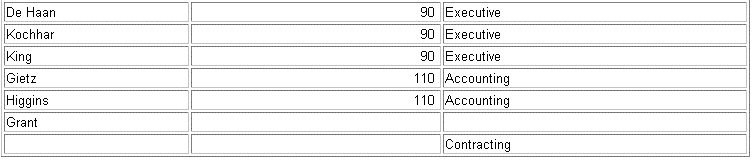 De Haan 90 Executive
Kochhar 90 Executive
King 90 Executive
Gietz 110 Accounting
Higgins 110 Accounting
Grant
Contracting